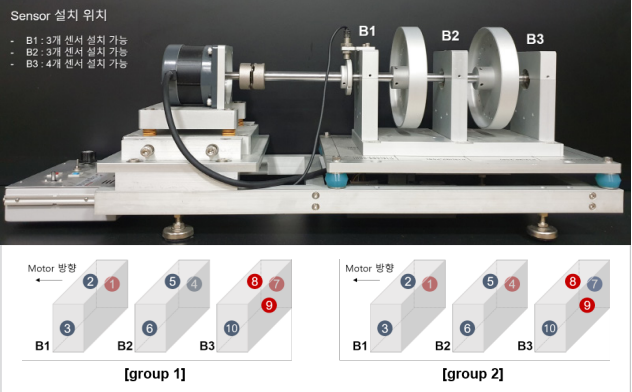 Sensor 설치 위치
- B1 : 3개 센서 설치 가능
- B2 : 3개 센서 설치 가능
- B3 : 4개 센서 설치 가능
B1
B2
B3
Motor 방향
2
1
3
B1
5
4
6
B2
8
7
9
10
B3
[group 1]
Motor 방향
2
1
3
B1
5
4
6
B2
8
7
9
10
B3
[group 2]